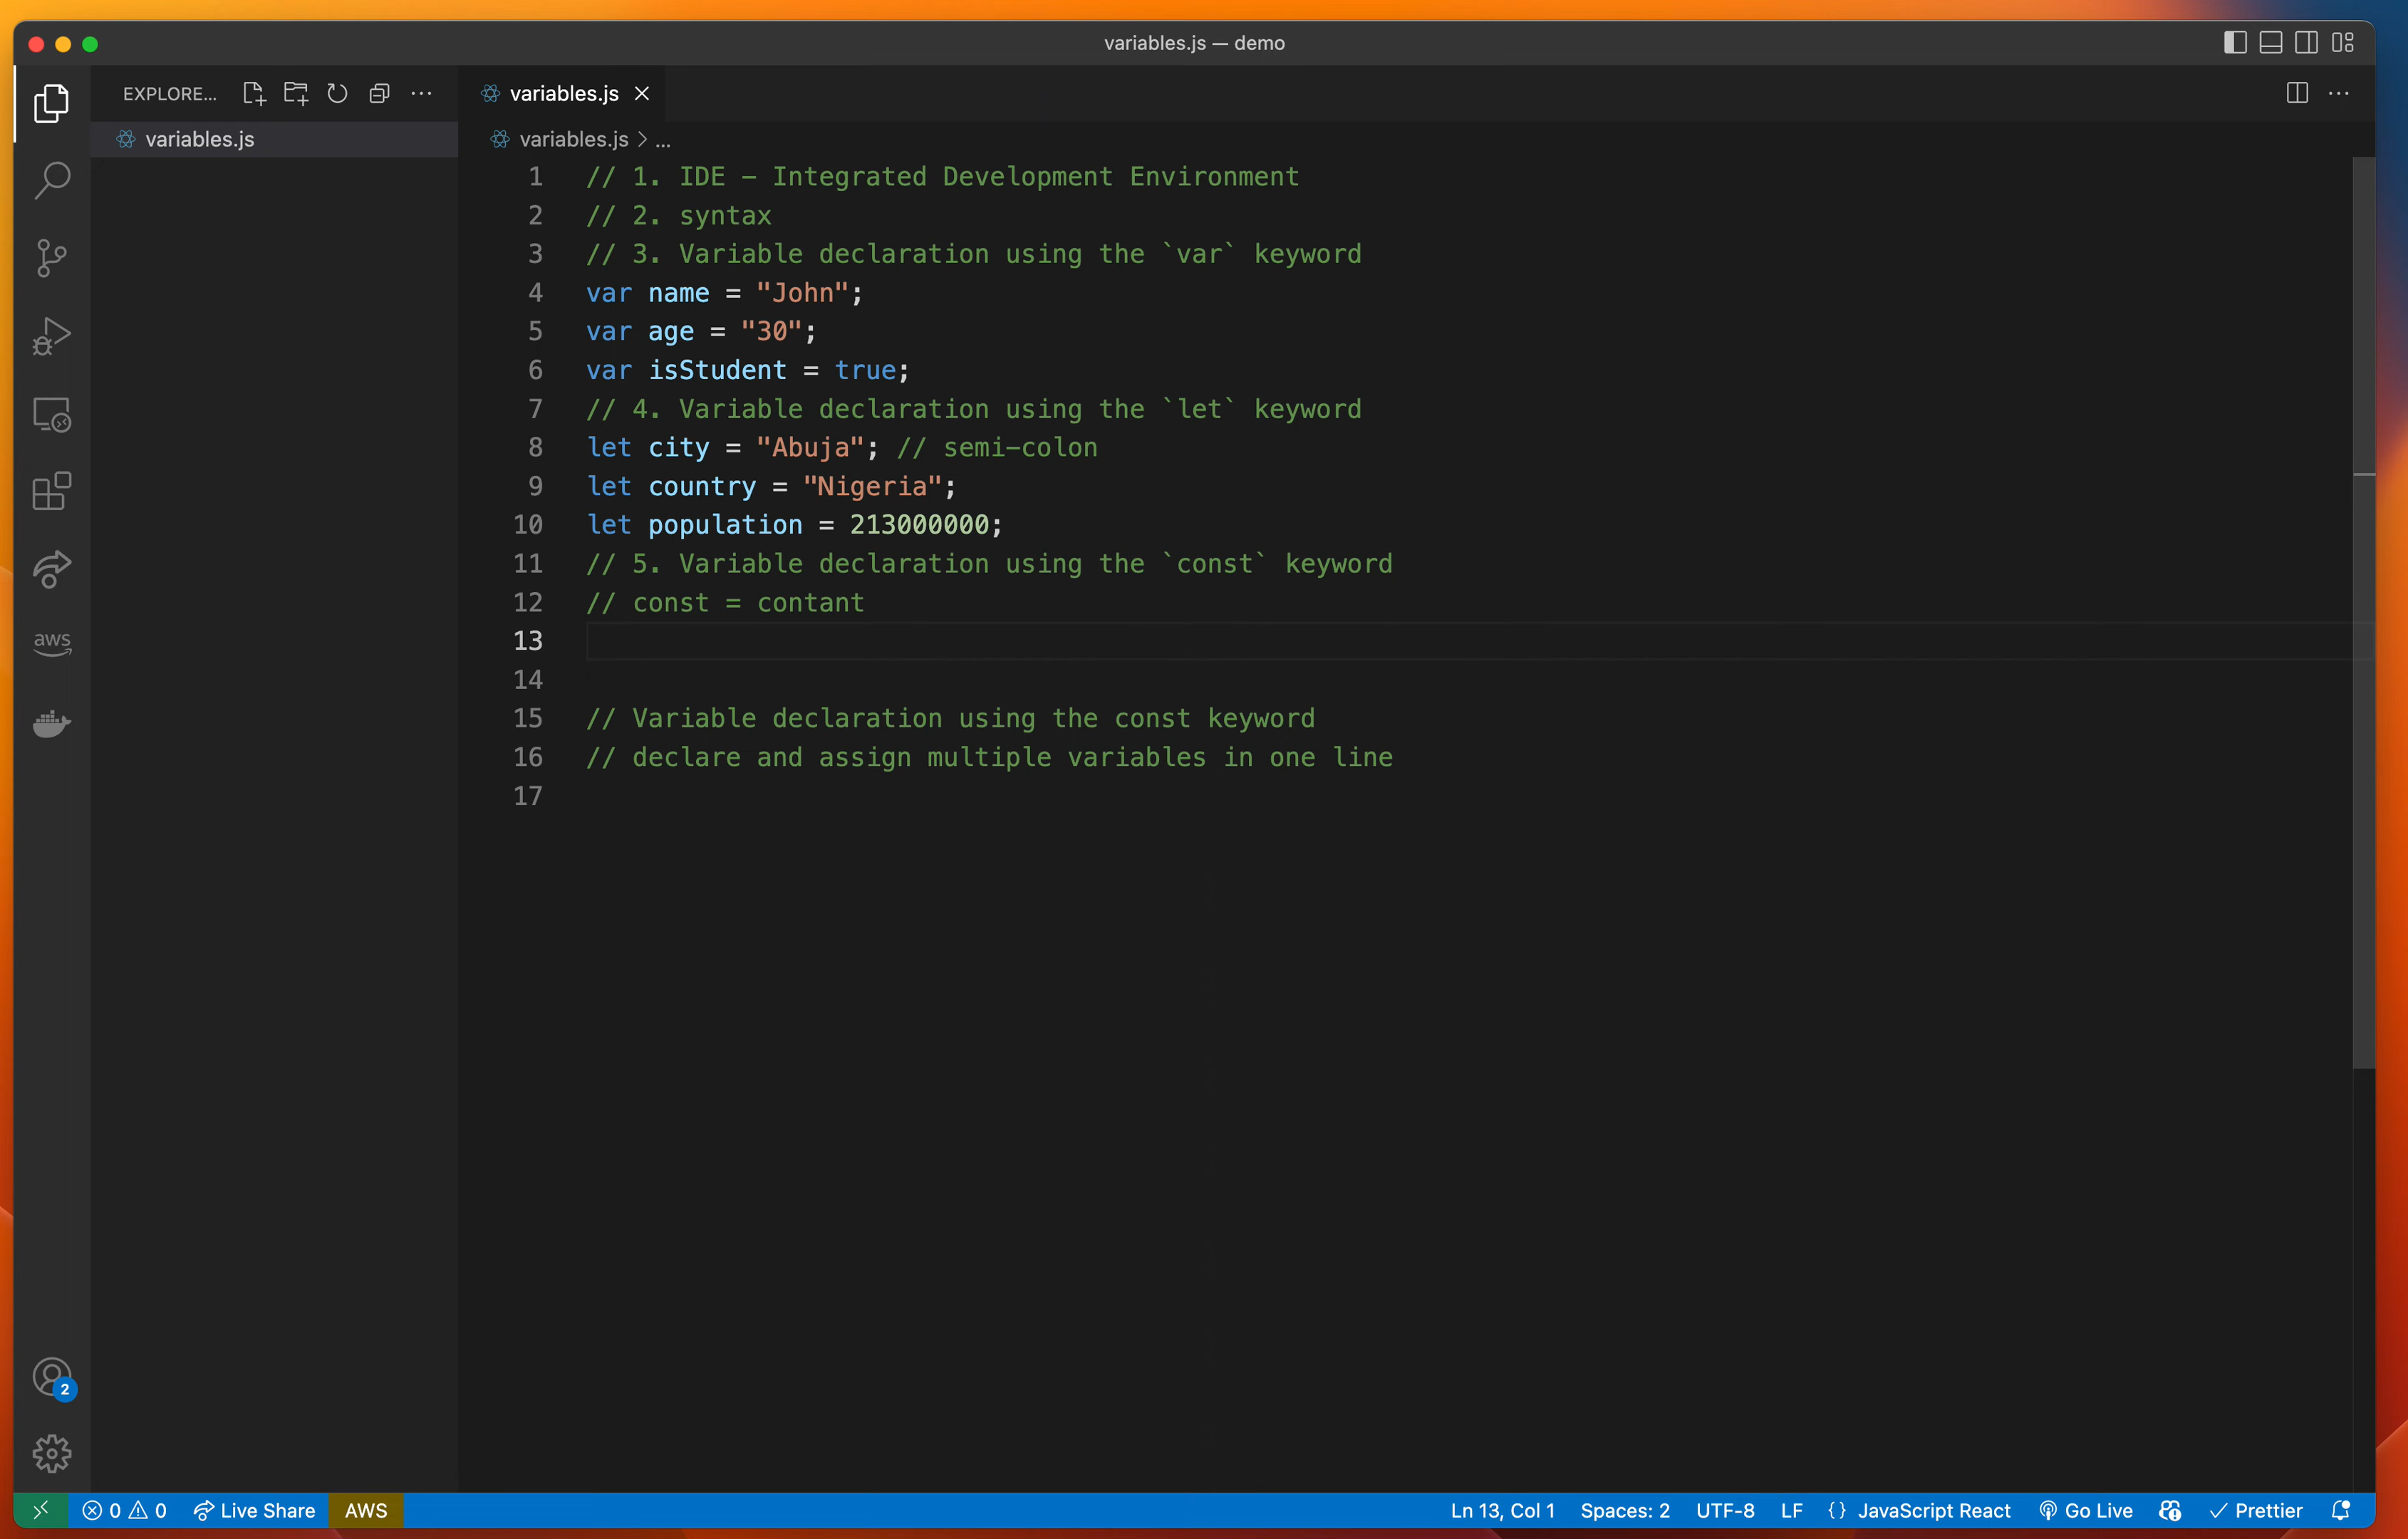 variables.js — demo
EXPLORE...
variables.js
variables.js
variables.js > ...
1 // 1. IDE - Integrated Development Environment
2 // 2. syntax
3 // 3. Variable declaration using the `var` keyword
4 var name = "John";
5 var age = "30";
6 var isStudent = true;
7 // 4. Variable declaration using the `let` keyword
8 let city = "Abuja"; // semi-colon
9 let country = "Nigeria";
10 let population = 213000000;
11 // 5. Variable declaration using the `const` keyword
12 // const = contant
13
14
15 // Variable declaration using the const keyword
16 // declare and assign multiple variables in one line
17
aws
2
0 0 Live Share AWS Ln 13, Col 1 Spaces: 2 UTF-8 LF {} JavaScript React Go Live Prettier